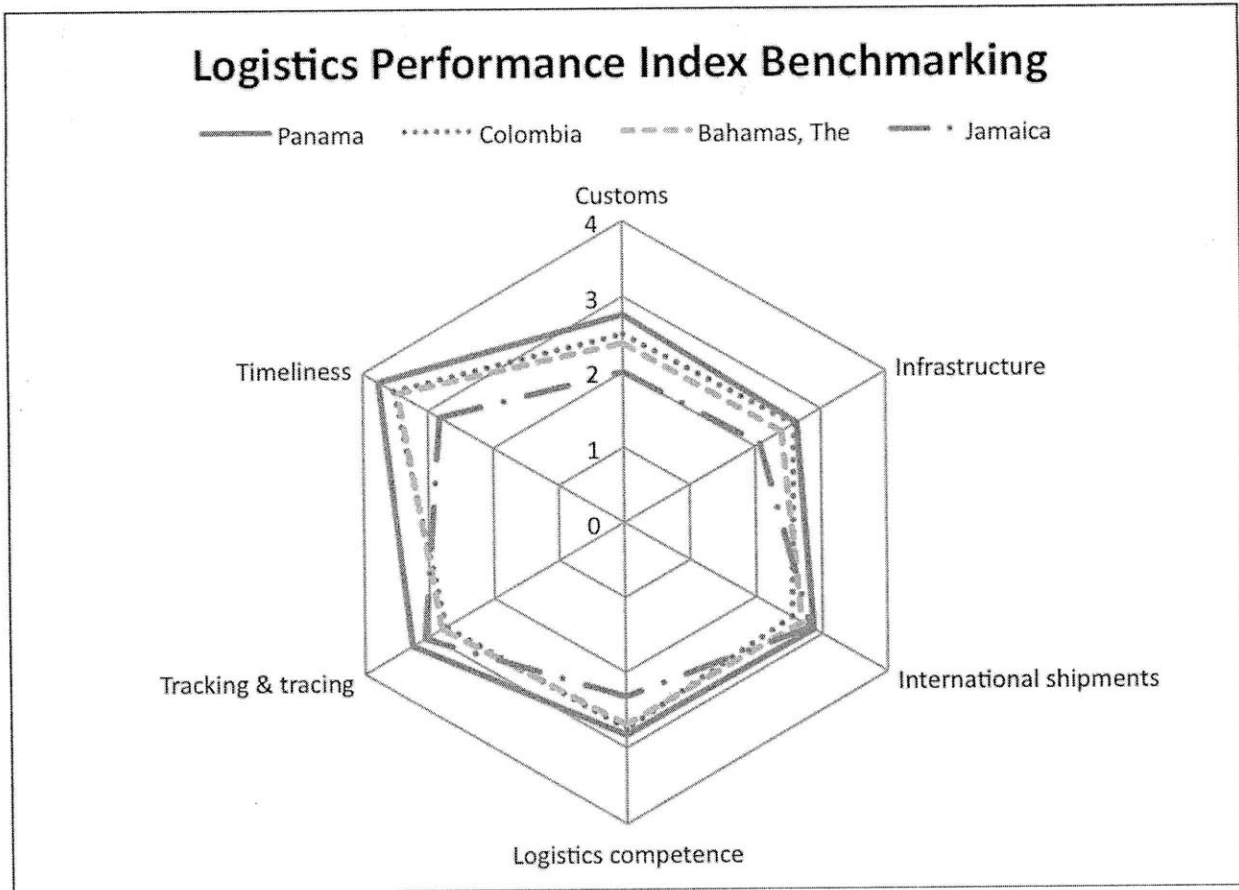 Logistics Performance Index Benchmarking
Panama Colombia Bahamas, The Jamaica
Customs
4
3
Timeliness
Infrastructure
2
1
0
Tracking & tracing
International shipments
Logistics competence